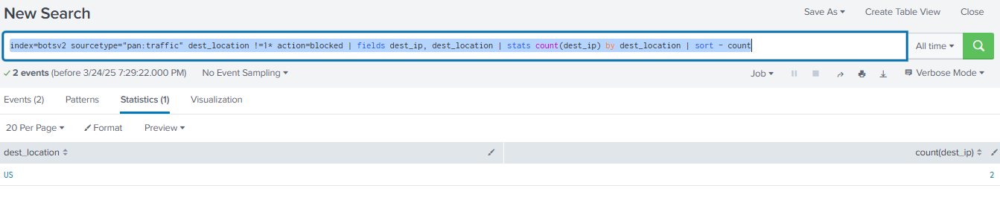 New Search
Save As Create Table View Close
index=botsv2 sourcetype="pan:traffic" dest_location !=1* action=blocked | fields dest_ip, dest_location | stats count(dest_ip) by dest_location | sort - count
All time
2 events (before 3/24/25 7:29:22.000 PM) No Event Sampling
Job Verbose Mode
Events (2) Patterns Statistics (1) Visualization
20 Per Page Format Preview
dest_location count(dest_ip)
US 2